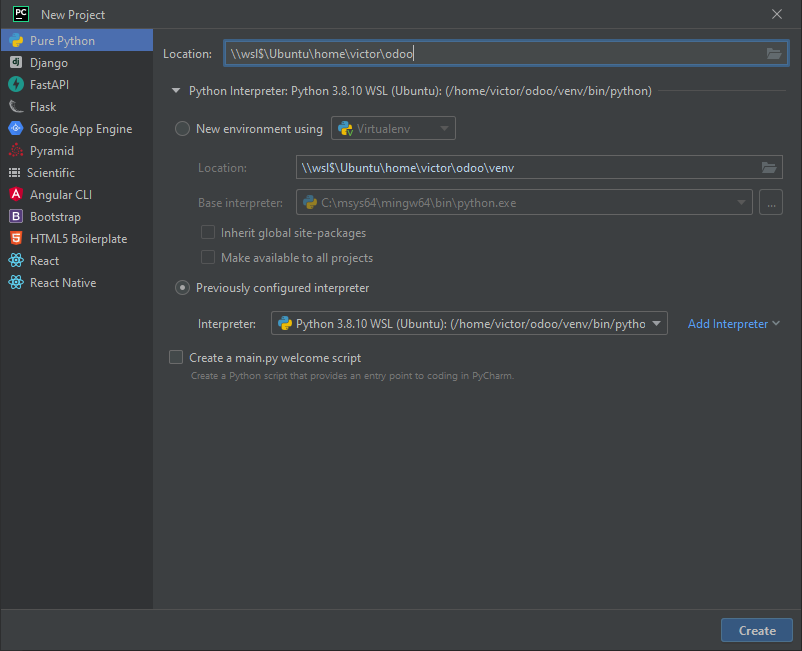 PC New Project
Pure Python
dj Django
FastAPI
Flask
Google App Engine
Pyramid
Scientific
A Angular CLI
B Bootstrap
5 HTML5 Boilerplate
React
React Native
Location: \\wsl$\Ubuntu\home\victor\odoo
Python Interpreter: Python 3.8.10 WSL (Ubuntu): (/home/victor/odoo/venv/bin/python)
New environment using Virtualenv
Location: \\wsl$\Ubuntu\home\victor\odoo\venv
Base interpreter: C:\msys64\mingw64\bin\python.exe ...
Inherit global site-packages
Make available to all projects
Previously configured interpreter
Interpreter: Python 3.8.10 WSL (Ubuntu): (/home/victor/odoo/venv/bin/pytho Add Interpreter
Create a main.py welcome script
Create a Python script that provides an entry point to coding in PyCharm.
Create